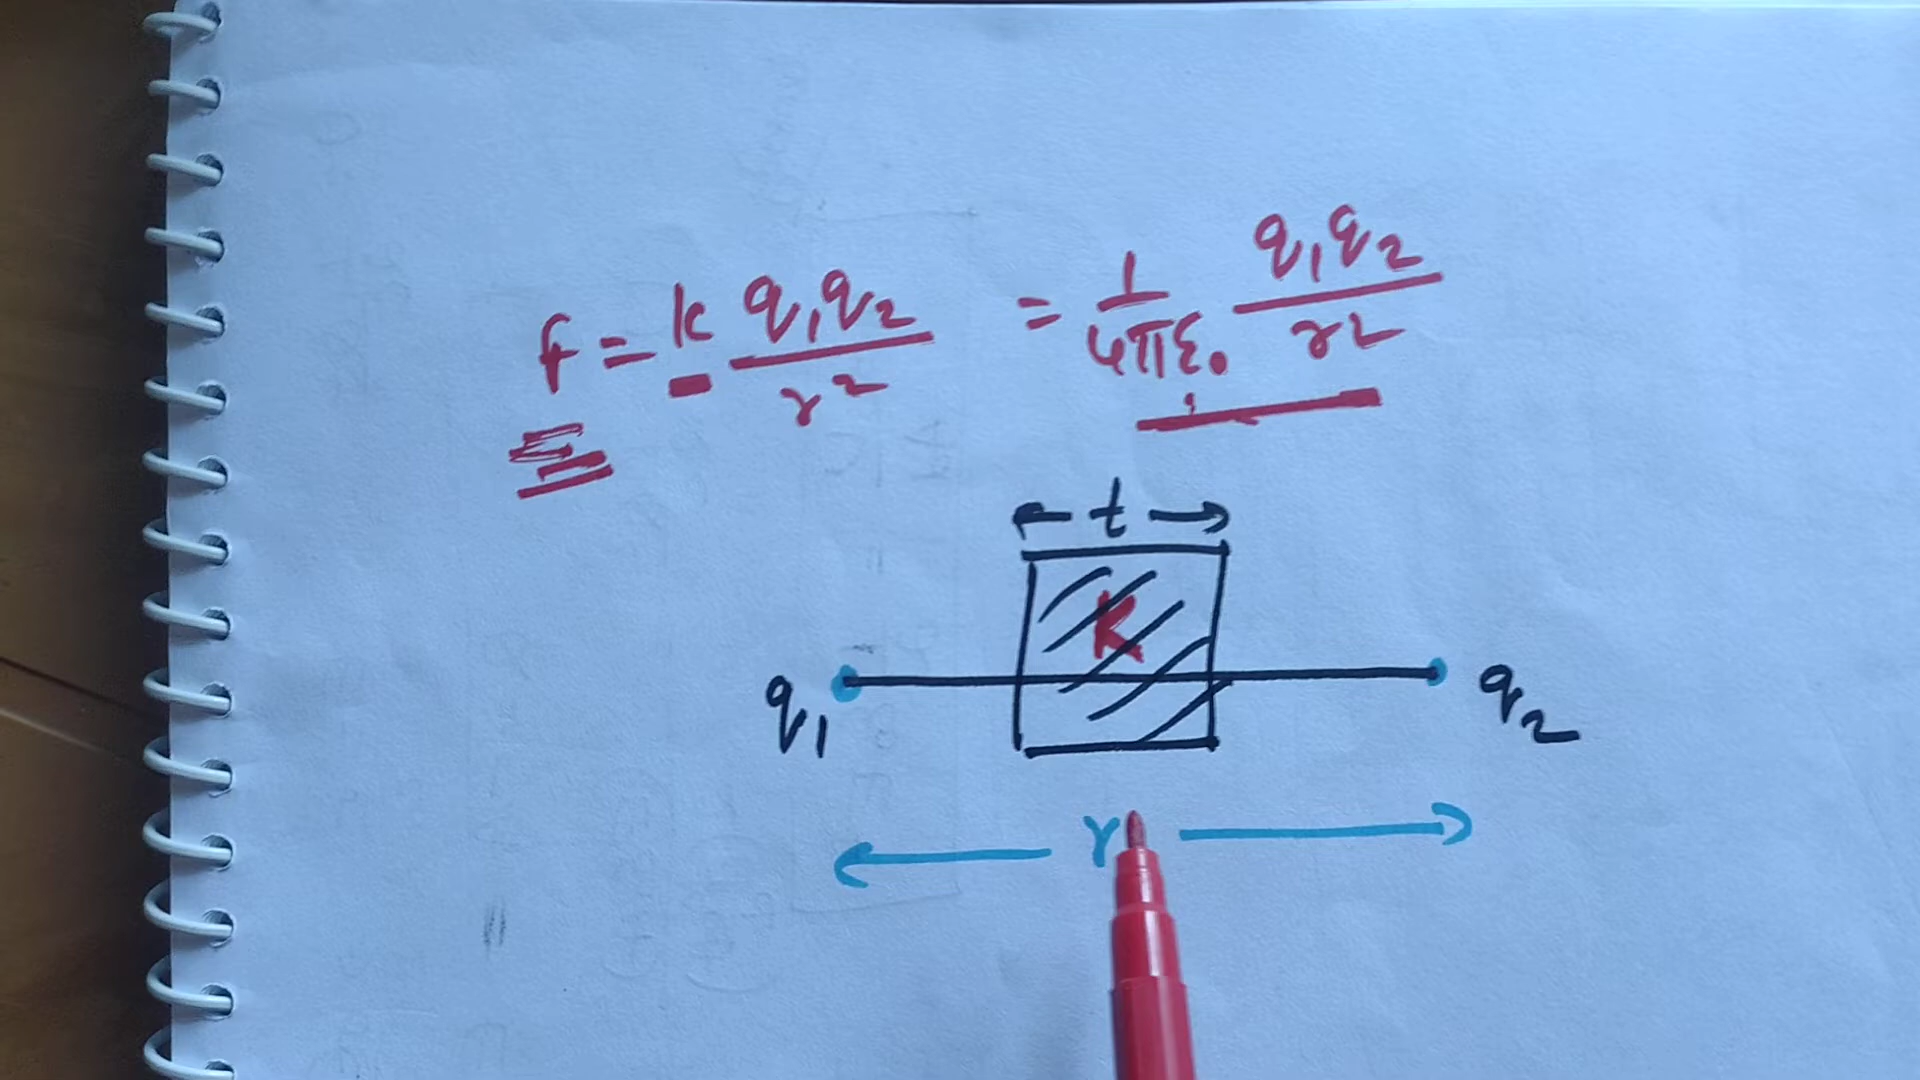 F = k q₁q₂/r² = 1/4πε₀ q₁q₂/r²
t
K
q₁ q₂
r